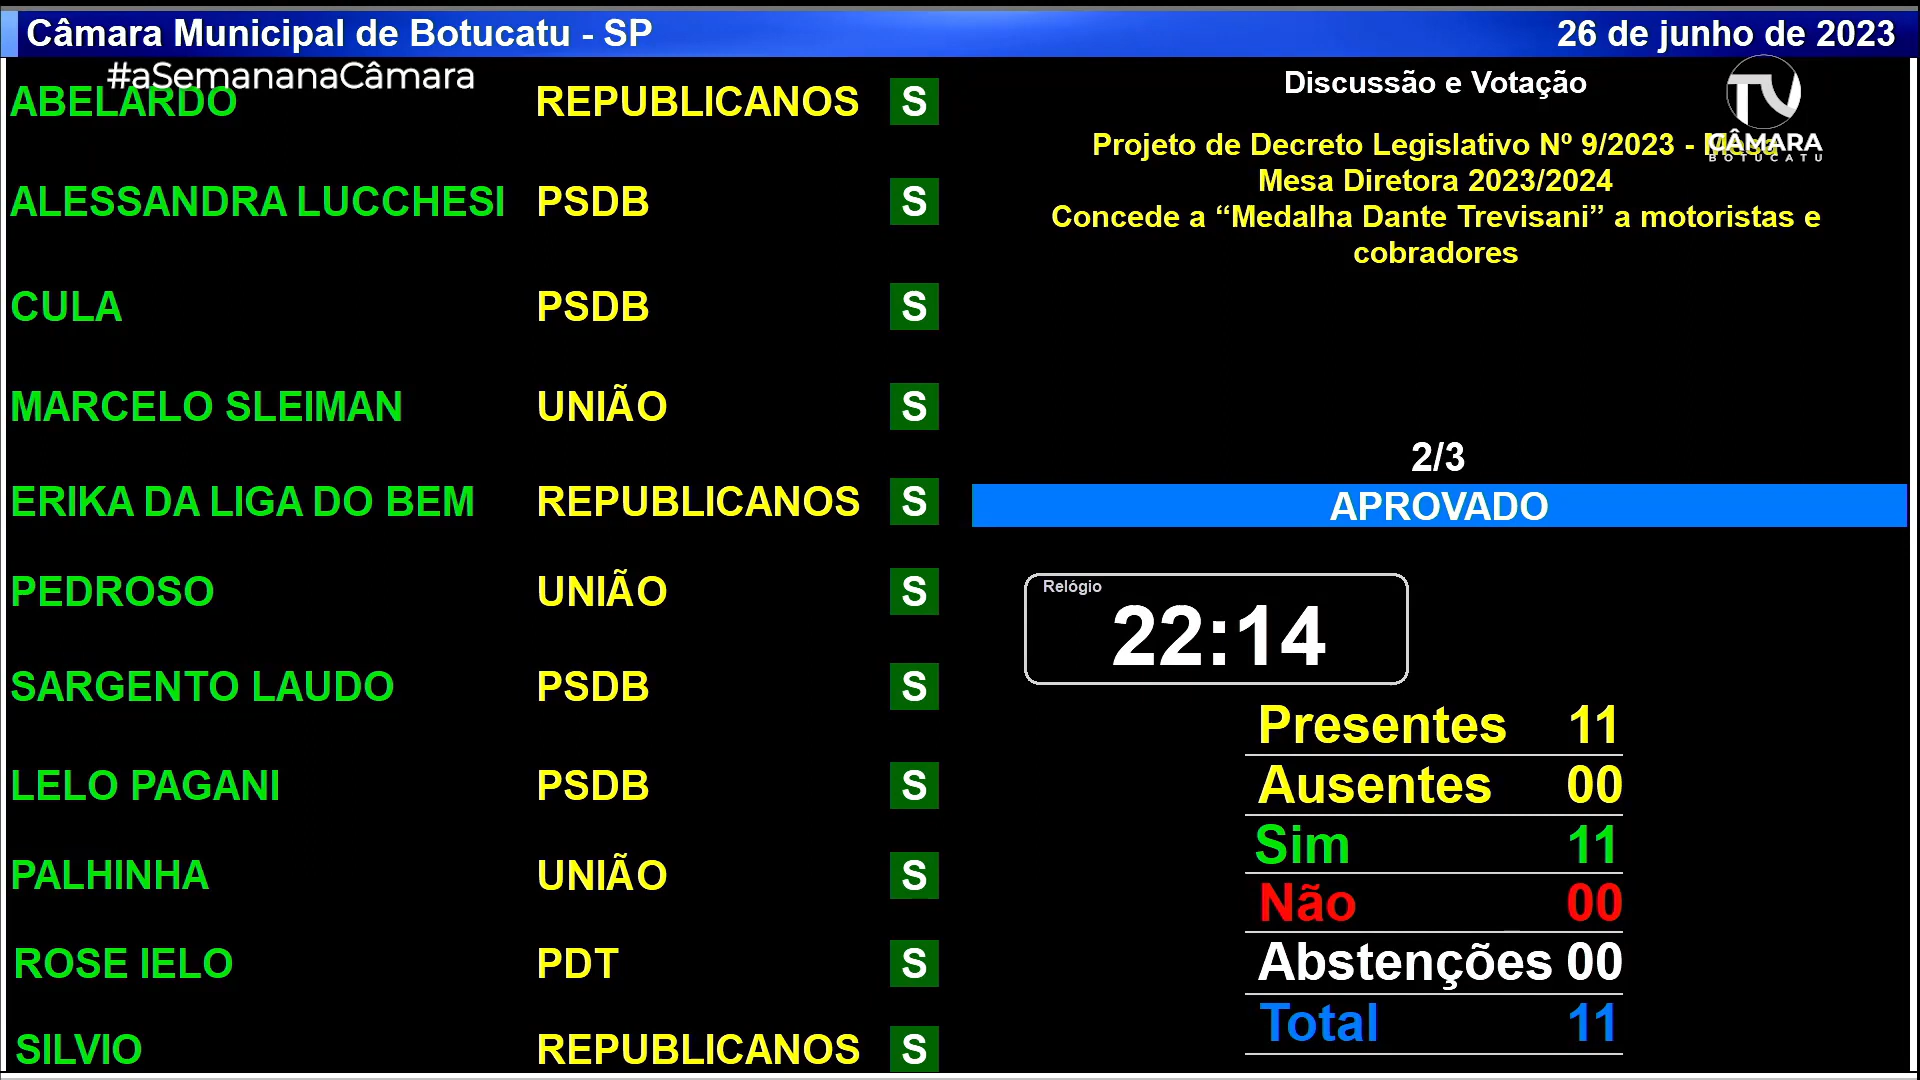 Câmara Municipal de Botucatu - SP 26 de junho de 2023
#aSemananaCâmara
ABELARDO REPUBLICANOS S
ALESSANDRA LUCCHESI PSDB S
CULA PSDB S
MARCELO SLEIMAN UNIÃO S
ERIKA DA LIGA DO BEM REPUBLICANOS S
PEDROSO UNIÃO S
SARGENTO LAUDO PSDB S
LELO PAGANI PSDB S
PALHINHA UNIÃO S
ROSE IELO PDT S
SILVIO REPUBLICANOS S
Discussão e Votação
Projeto de Decreto Legislativo Nº 9/2023 - Mesa
Mesa Diretora 2023/2024
Concede a “Medalha Dante Trevisani” a motoristas e
cobradores
TV
CÂMARA
BOTUCATU
2/3
APROVADO
Relógio
22:14
Presentes 11
Ausentes 00
Sim 11
Não 00
Abstenções 00
Total 11